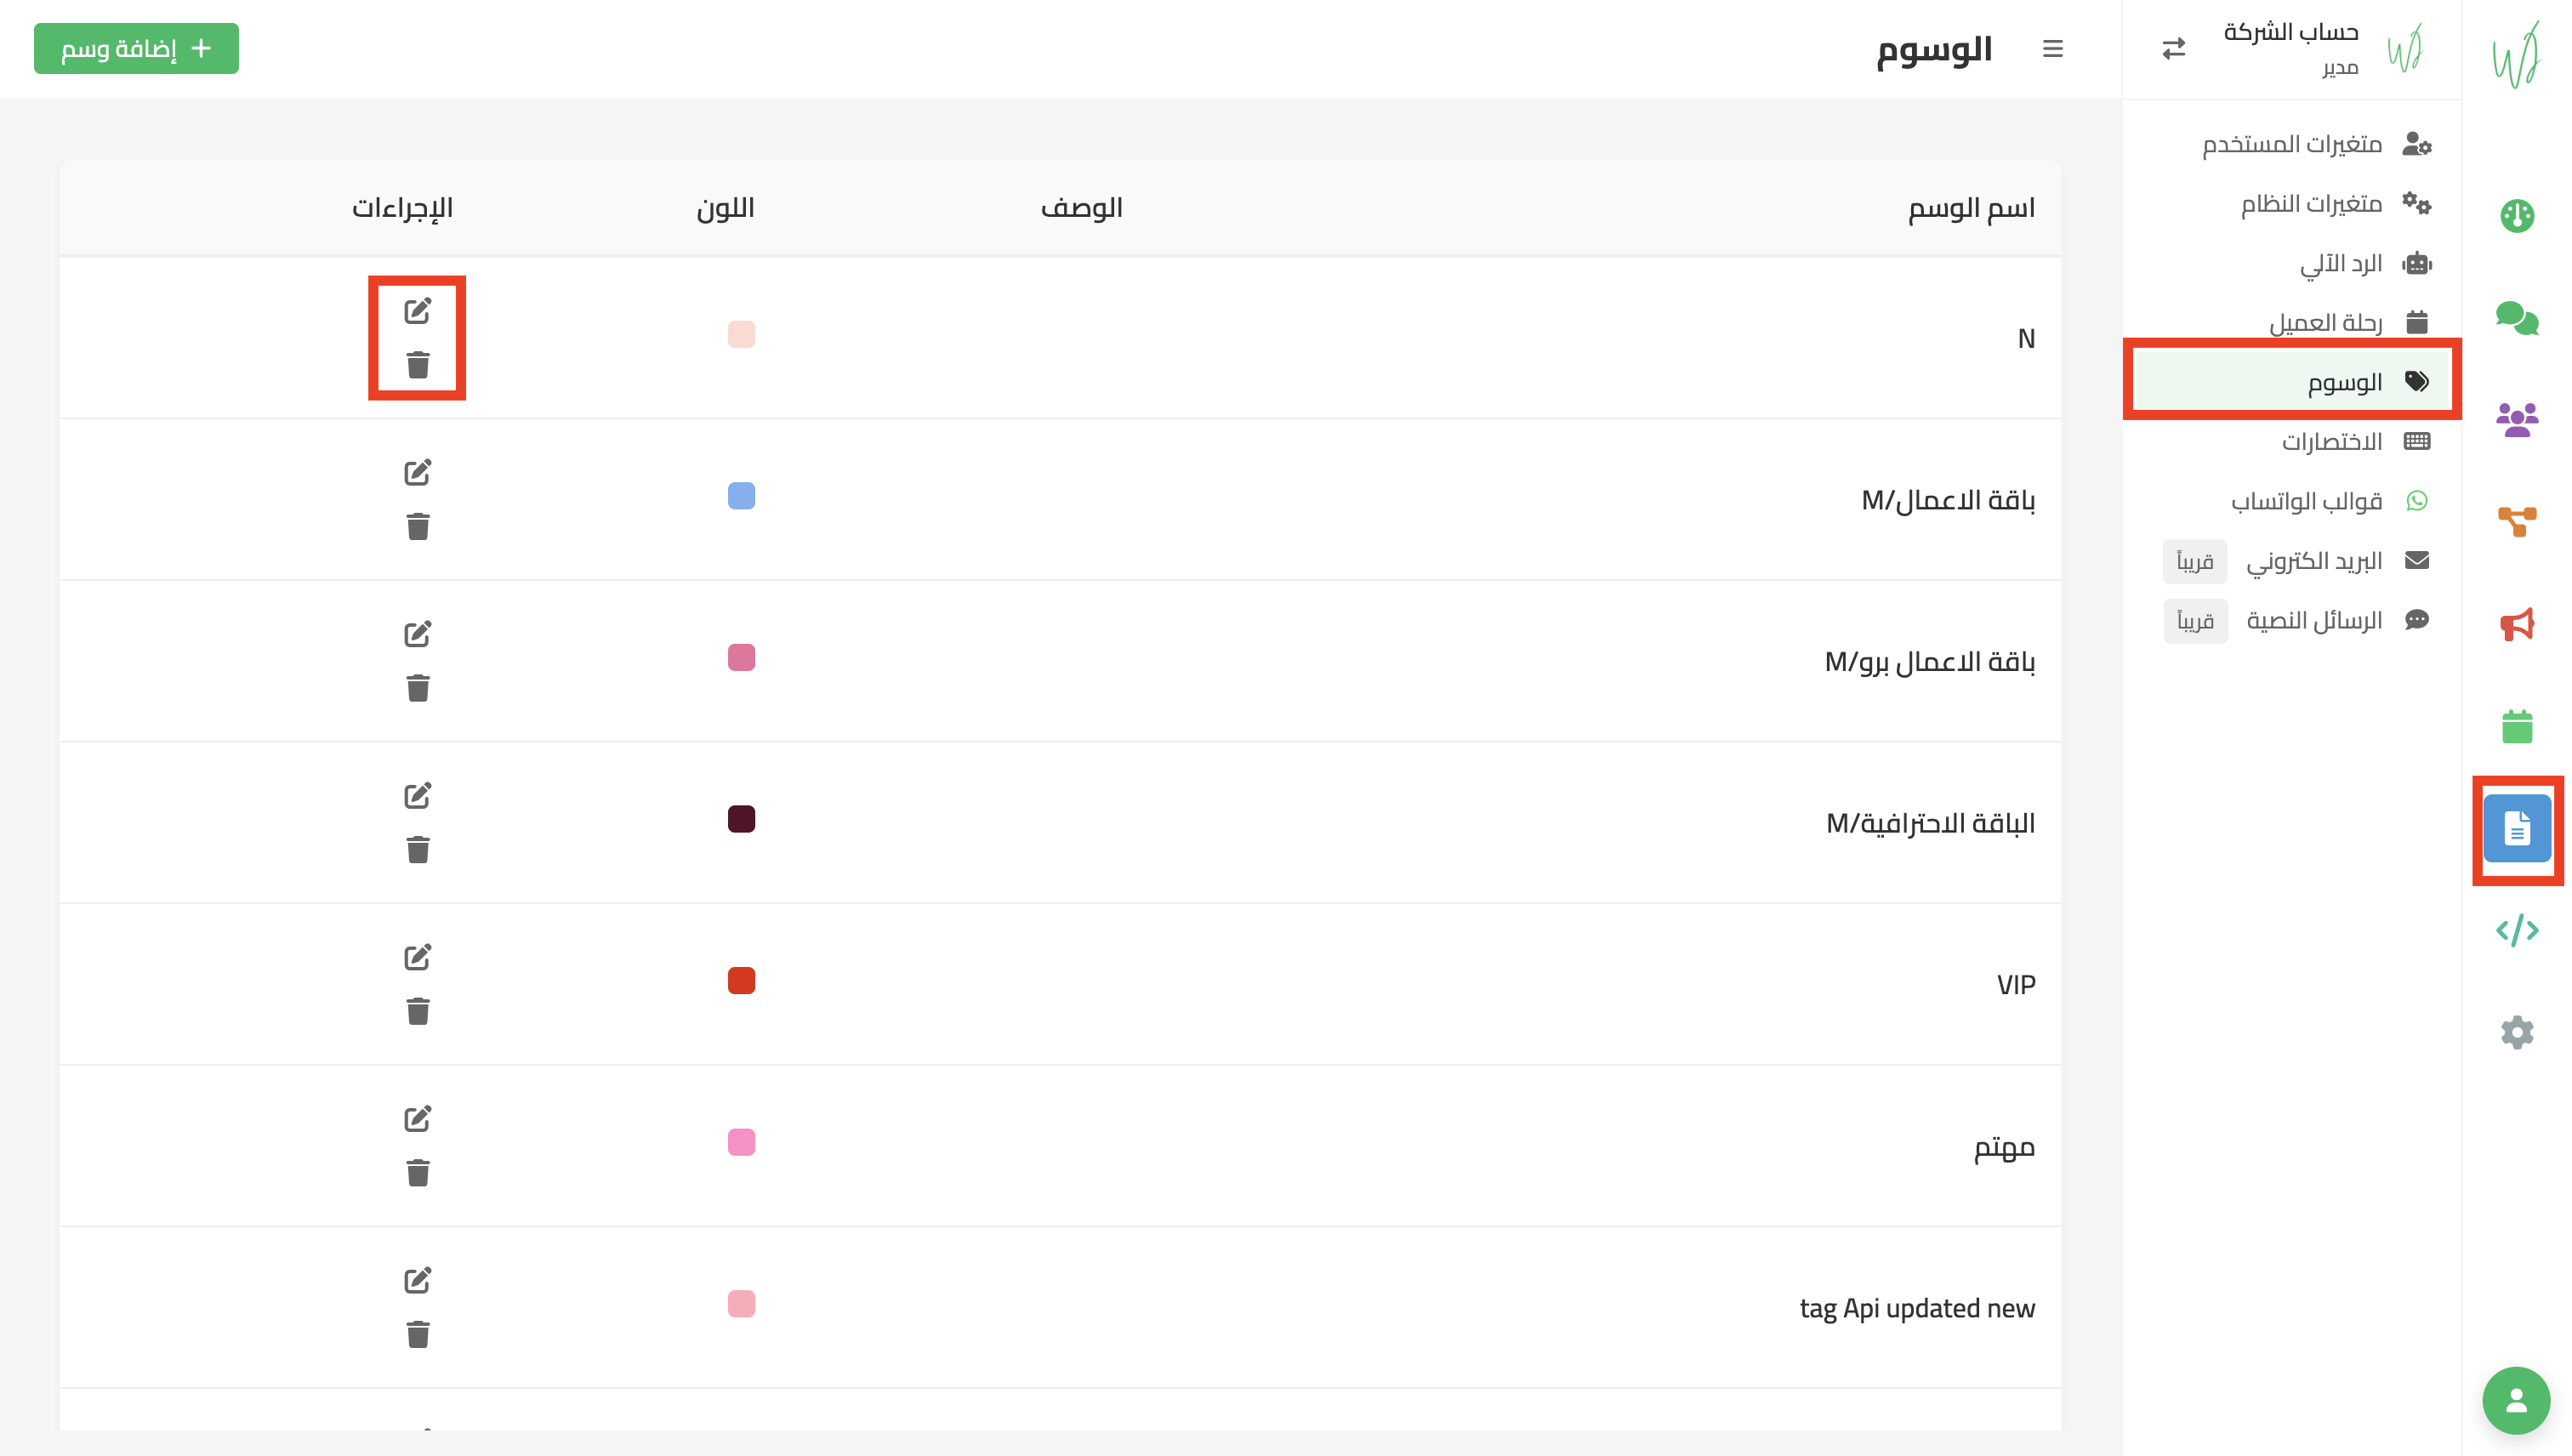 حساب الشركة
مدير
الوسوم
+ إضافة وسم
متغيرات المستخدم
متغيرات النظام
الرد الآلي
رحلة العميل
الوسوم
الاختصارات
قوالب الواتساب
البريد الكتروني قريباً
الرسائل النصية قريباً
اسم الوسم الوصف اللون الإجراءات
N
باقة الاعمال/M
باقة الاعمال برو/M
الباقة الاحترافية/M
VIP
مهتم
tag Api updated new